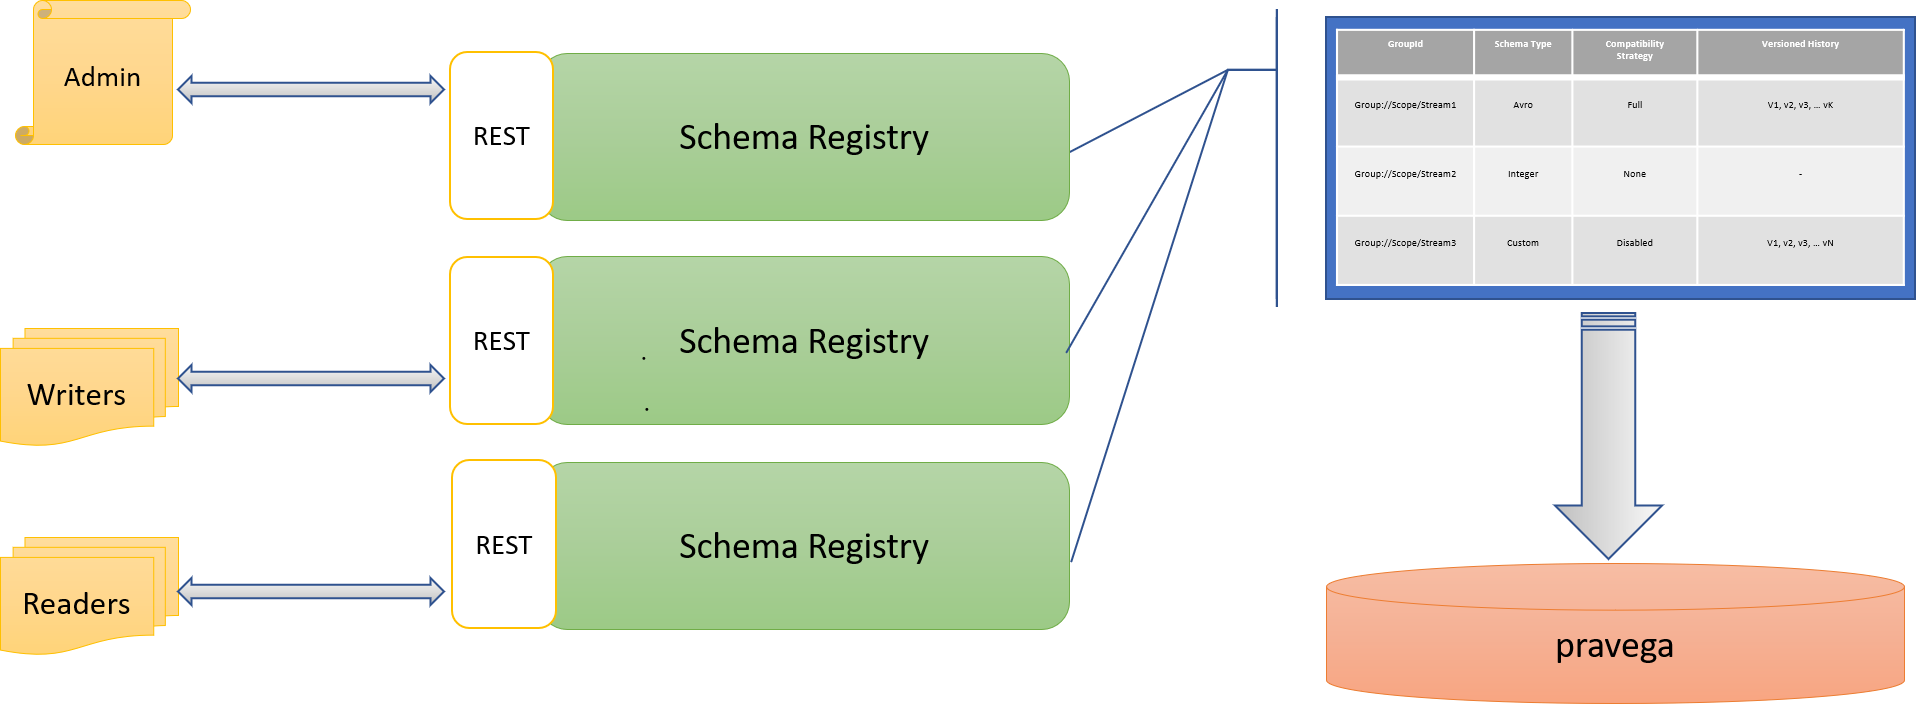 Admin
REST
Schema Registry
Writers
REST
Schema Registry
Readers
REST
Schema Registry
GroupId
Schema Type
Compatibility
Strategy
Versioned History
Group://Scope/Stream1
Avro
Full
V1, v2, v3, ... vK
Group://Scope/Stream2
Integer
None
-
Group://Scope/Stream3
Custom
Disabled
V1, v2, v3, ... vN
pravega